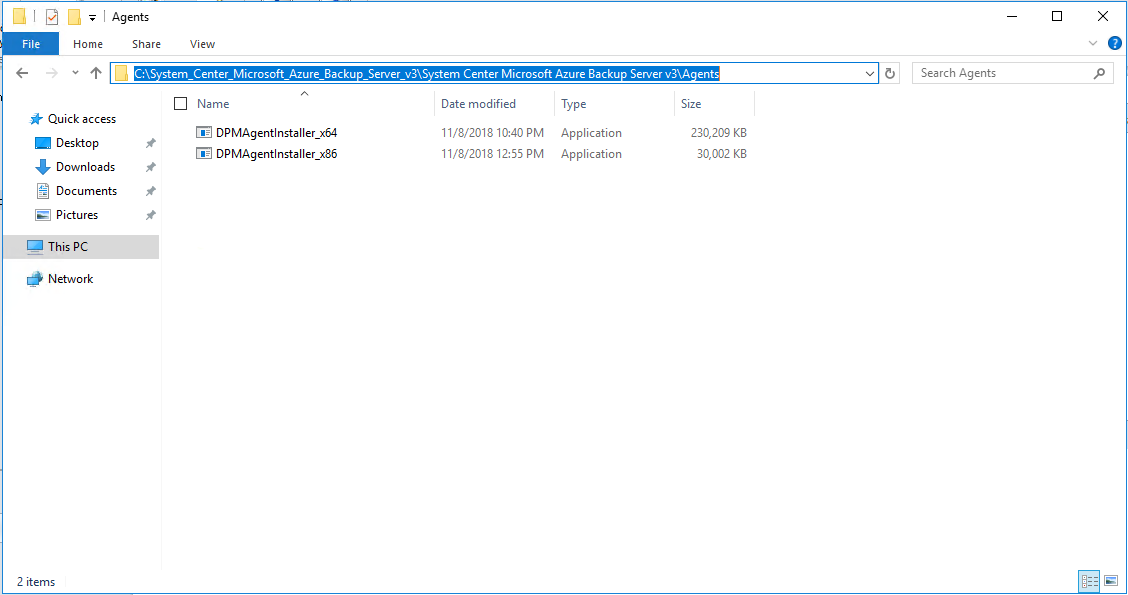 Agents
File Home Share View
C:\System_Center_Microsoft_Azure_Backup_Server_v3\System Center Microsoft Azure Backup Server v3\Agents
Search Agents
Name Date modified Type Size
Quick access
Desktop
Downloads
Documents
Pictures
This PC
Network
DPMAgentInstaller_x64 11/8/2018 10:40 PM Application 230,209 KB
DPMAgentInstaller_x86 11/8/2018 12:55 PM Application 30,002 KB
2 items